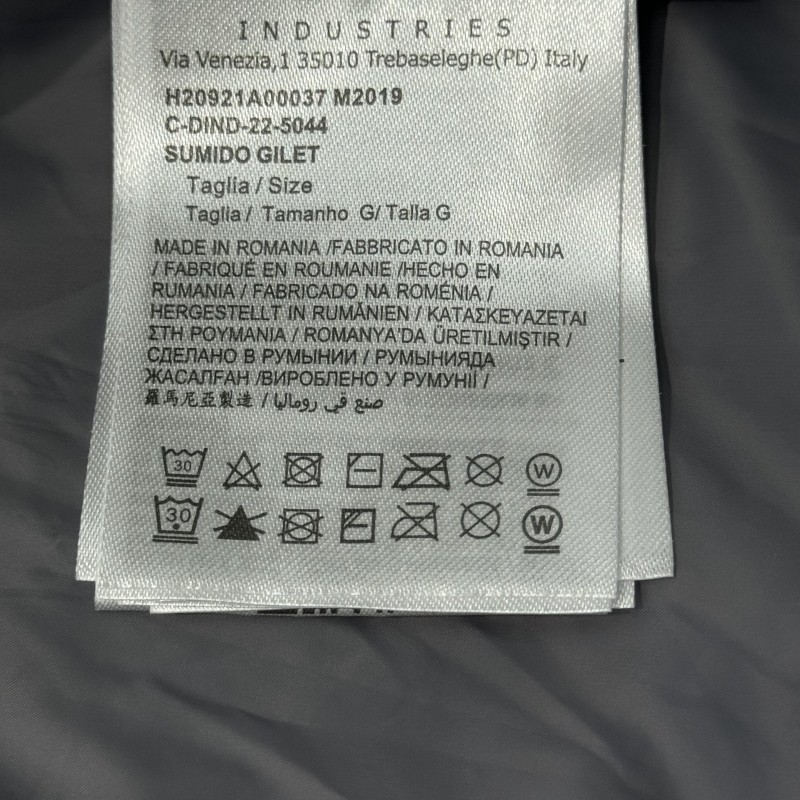 INDUSTRIES
Via Venezia,1 35010 Trebaseleghe(PD) Italy
H20921A00037 M2019
C-DIND-22-5044
SUMIDO GILET
Taglia / Size
Taglia / Tamanho G/ Talla G
MADE IN ROMANIA /FABBRICATO IN ROMANIA
/ FABRIQUÉ EN ROUMANIE /HECHO EN
RUMANIA / FABRICADO NA ROMÉNIA /
HERGESTELLT IN RUMÄNIEN / ΚΑΤΑΣΚΕΥΑΖΕΤΑΙ
ΣΤΗ ΡΟΥΜΑΝΙΑ / ROMANYA'DA ÜRETILMIŞTIR /
СДЕЛАНО В РУМЫНИИ / РУМЫНИЯДА
ЖАСАЛҒАН /ВИРОБЛЕНО У РУМУНІЇ /
羅馬尼亞製造 / صنع في رومانيا
30 W
30 W